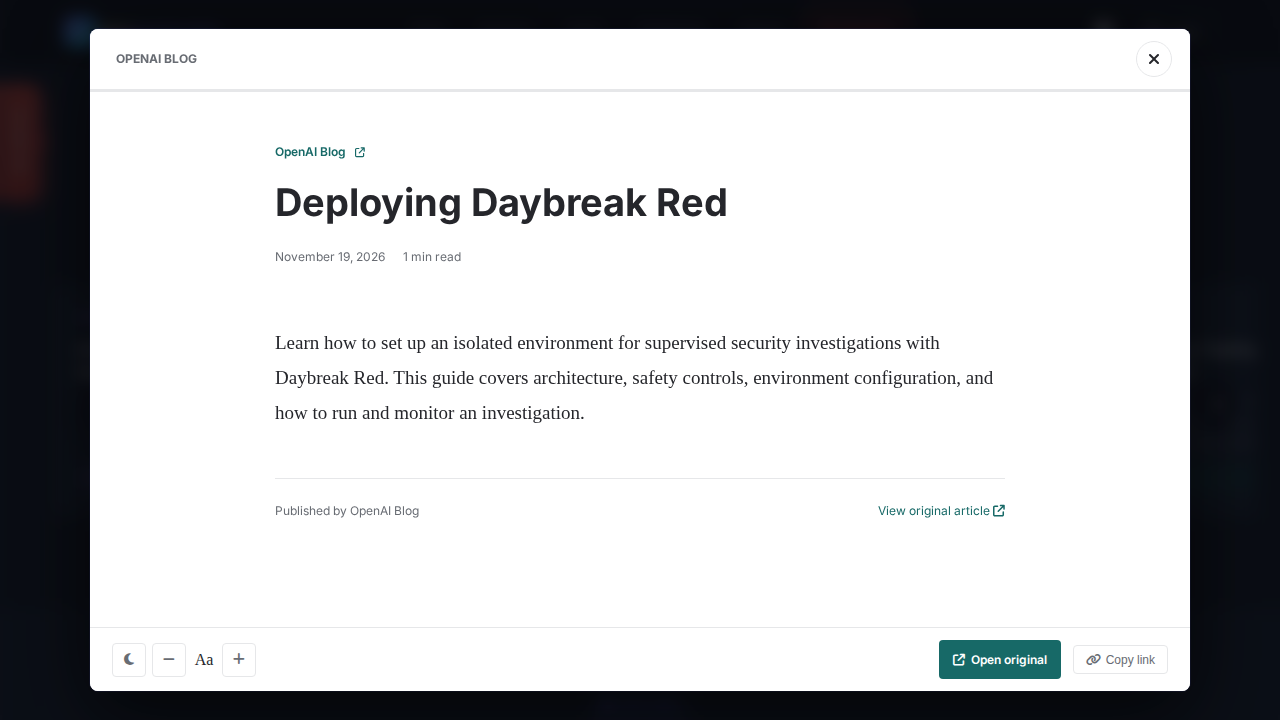 OPENAI BLOG
OpenAI Blog
Deploying Daybreak Red
November 19, 2026 1 min read
Learn how to set up an isolated environment for supervised security investigations with
Daybreak Red. This guide covers architecture, safety controls, environment configuration, and
how to run and monitor an investigation.
Published by OpenAI Blog View original article
Aa Open original Copy link